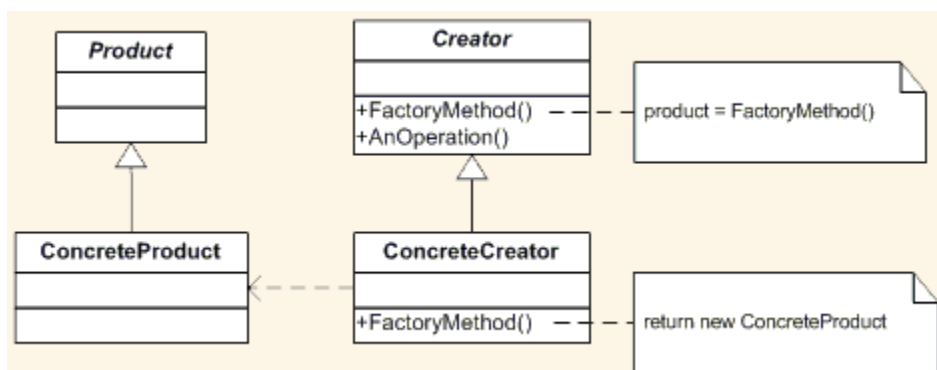 Product
Creator
+FactoryMethod()
+AnOperation()
product = FactoryMethod()
ConcreteProduct
ConcreteCreator
+FactoryMethod()
return new ConcreteProduct